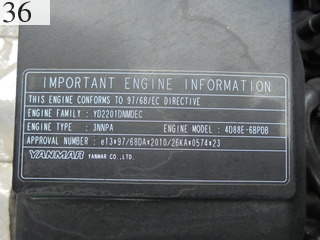 36
IMPORTANT ENGINE INFORMATION
THIS ENGINE CONFORMS TO 97/68/EC DIRECTIVE
ENGINE FAMILY : YD2201DNMDEC
ENGINE TYPE : 3NNPA ENGINE MODEL : 4D88E-6BPDB
APPROVAL NUMBER : e13*97/68DA*2010/26KA*0574*23
YANMAR YANMAR CO.,LTD.